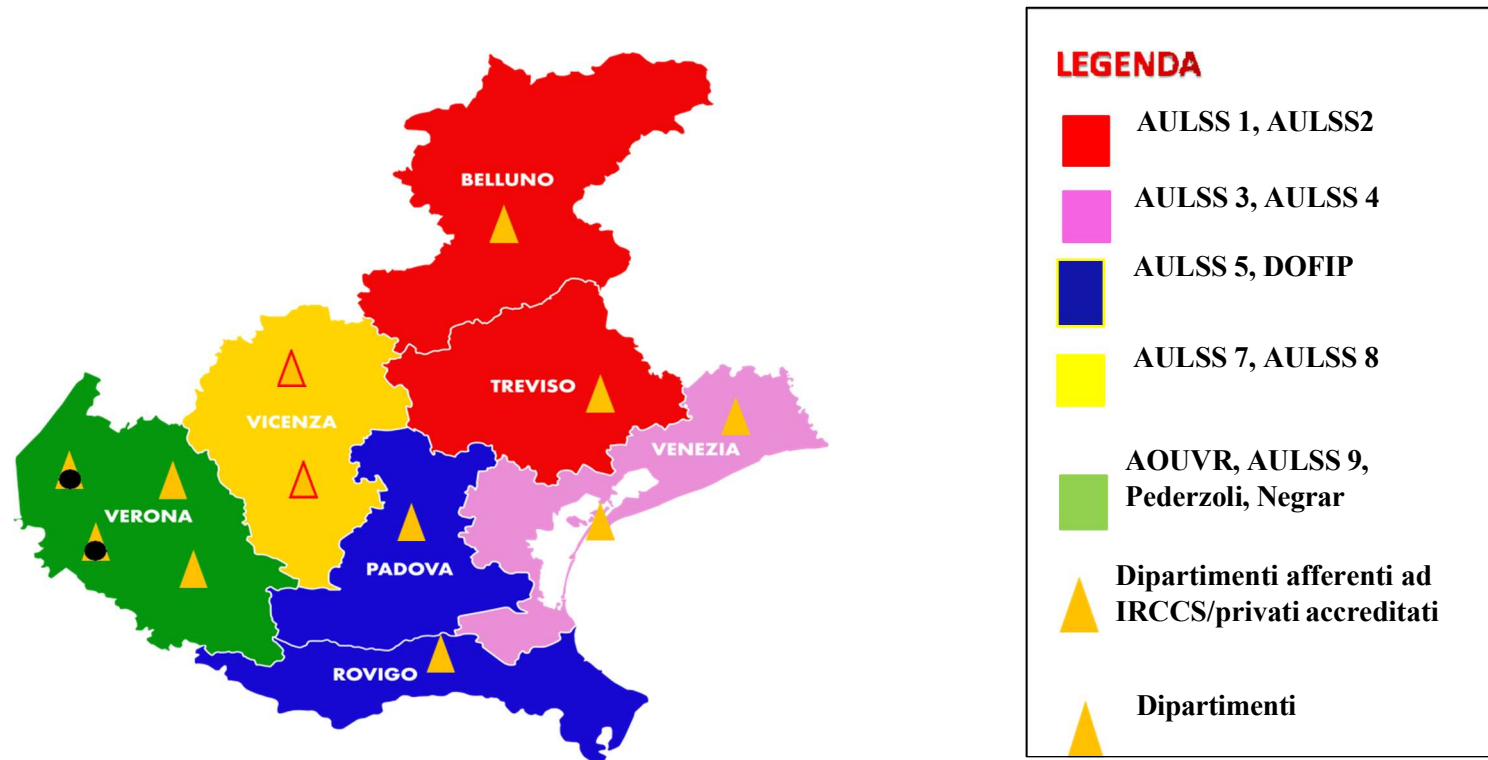 BELLUNO
TREVISO
VICENZA
VENEZIA
VERONA
PADOVA
ROVIGO
LEGENDA
AULSS 1, AULSS2
AULSS 3, AULSS 4
AULSS 5, DOFIP
AULSS 7, AULSS 8
AOUVR, AULSS 9,
Pederzoli, Negrar
Dipartimenti afferenti ad
IRCCS/privati accreditati
Dipartimenti